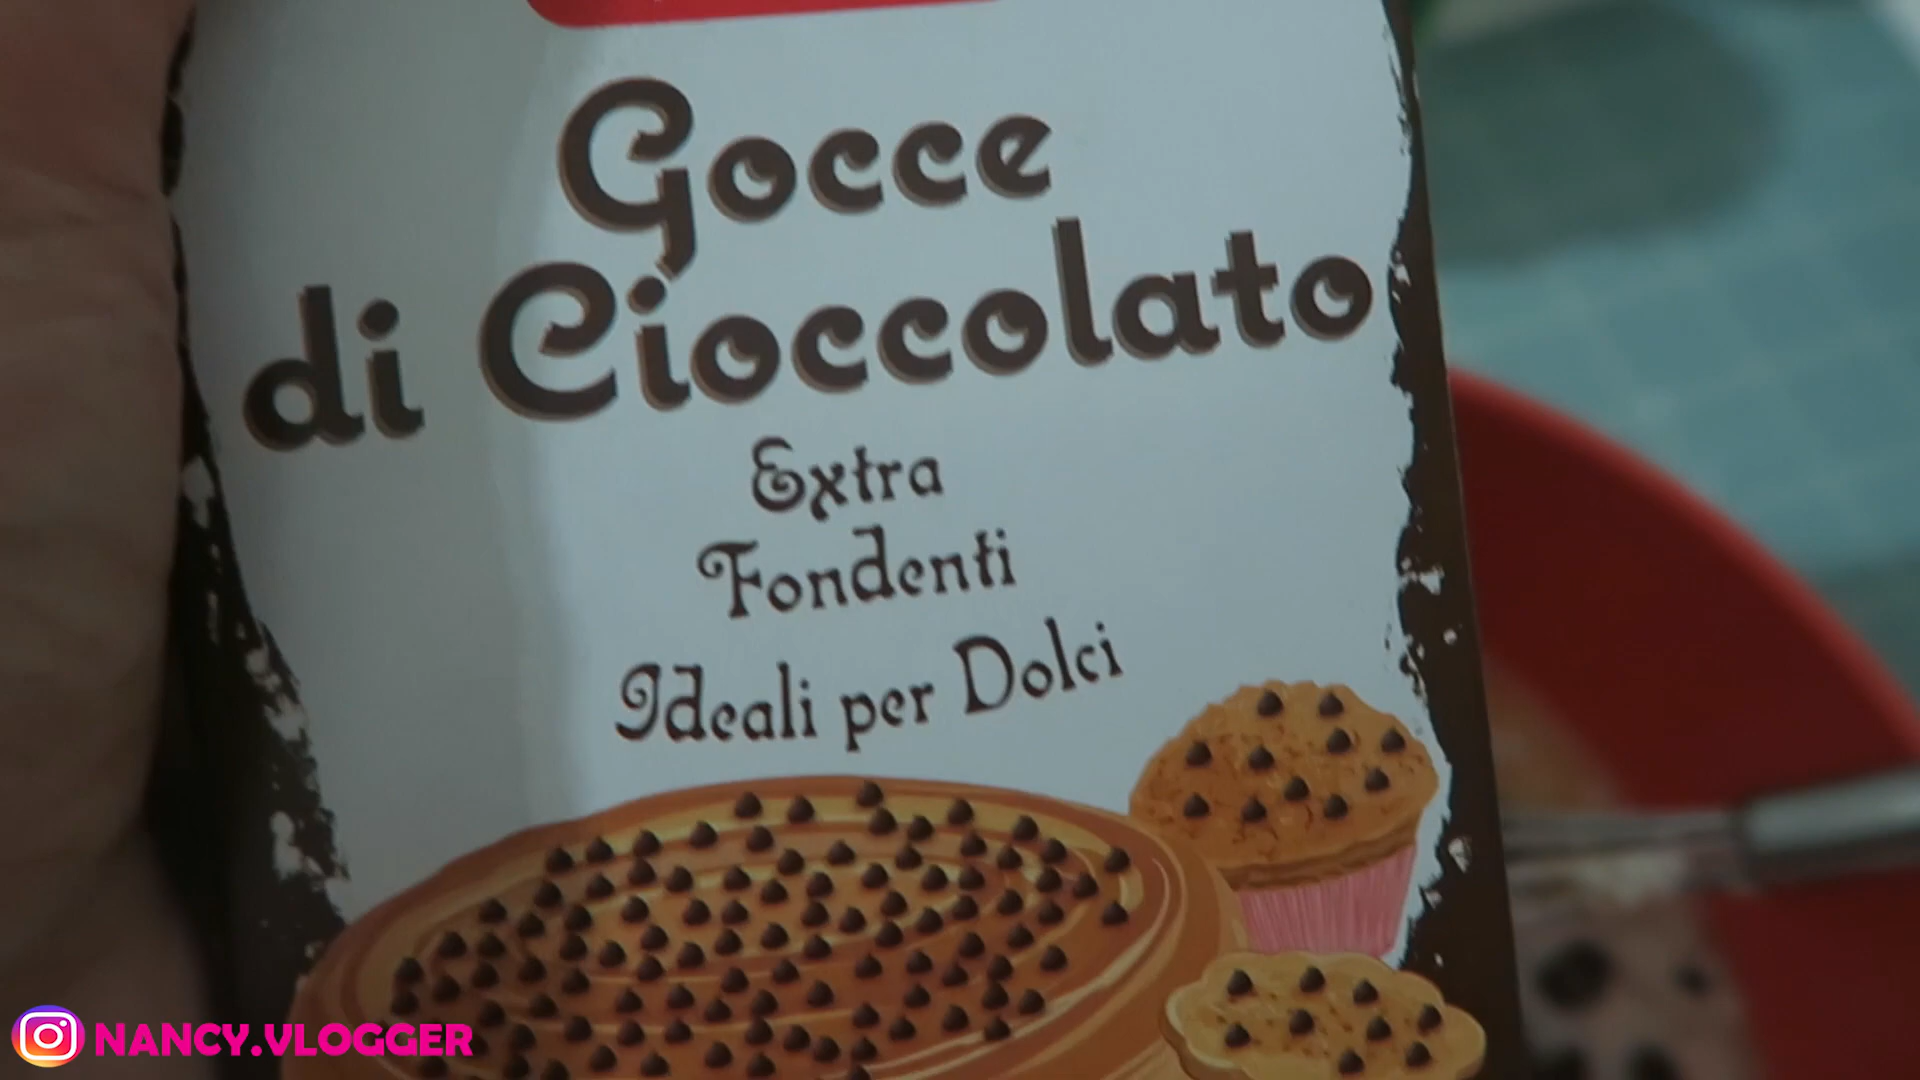 Gocce
di Cioccolato
Extra
Fondenti
Ideali per Dolci
NANCY.VLOGGER